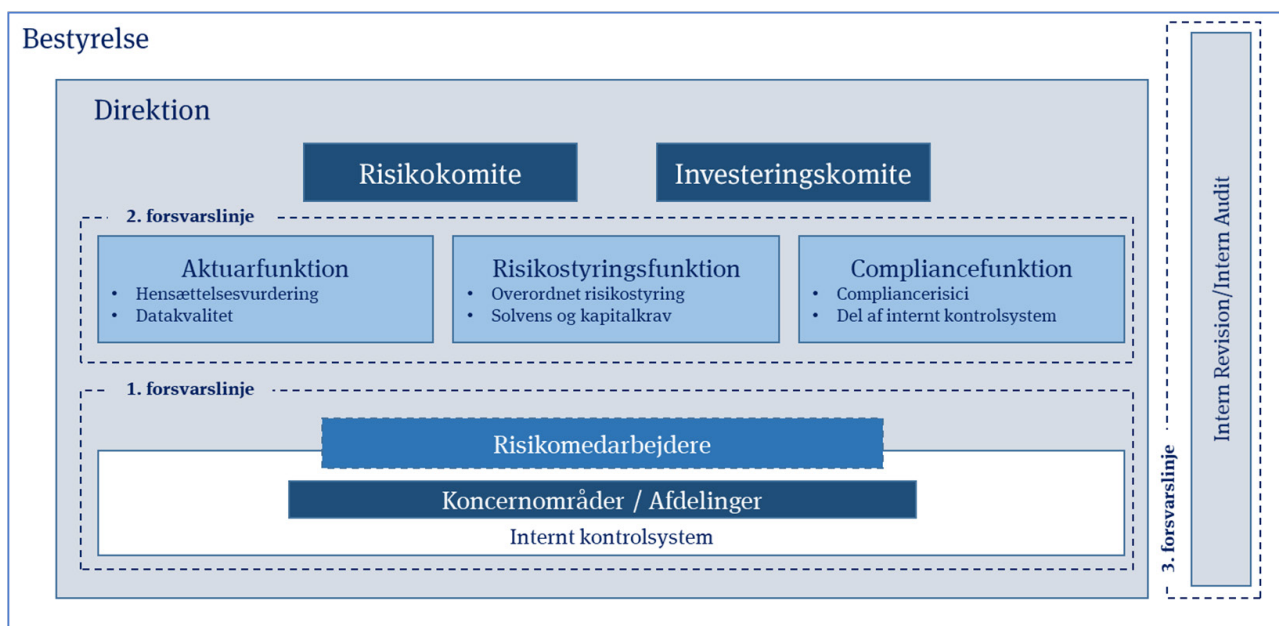 Bestyrelse
Direktion
Risikokomite
Investeringskomite
2. forsvarslinje
Aktuarfunktion
• Hensættelsesvurdering
• Datakvalitet
Risikostyringsfunktion
• Overordnet risikostyring
• Solvens og kapitalkrav
Compliancefunktion
• Compliancerisici
• Del af internt kontrolsystem
1. forsvarslinje
Risikomedarbejdere
Koncernområder / Afdelinger
Internt kontrolsystem
3. forsvarslinje
Intern Revision/Intern Audit